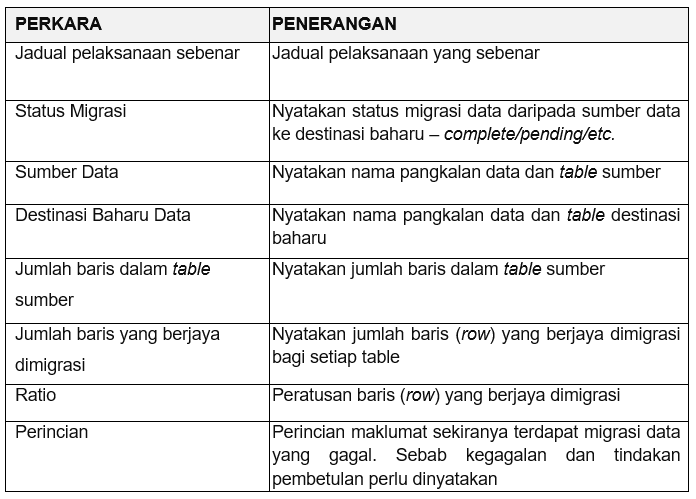 PERKARA PENERANGAN
Jadual pelaksanaan sebenar Jadual pelaksanaan yang sebenar
Status Migrasi Nyatakan status migrasi data daripada sumber data
ke destinasi baharu – complete/pending/etc.
Sumber Data Nyatakan nama pangkalan data dan table sumber
Destinasi Baharu Data Nyatakan nama pangkalan data dan table destinasi
baharu
Jumlah baris dalam table
sumber
Nyatakan jumlah baris dalam table sumber
Jumlah baris yang berjaya
dimigrasi
Nyatakan jumlah baris (row) yang berjaya dimigrasi
bagi setiap table
Ratio Peratusan baris (row) yang berjaya dimigrasi
Perincian Perincian maklumat sekiranya terdapat migrasi data
yang gagal. Sebab kegagalan dan tindakan
pembetulan perlu dinyatakan